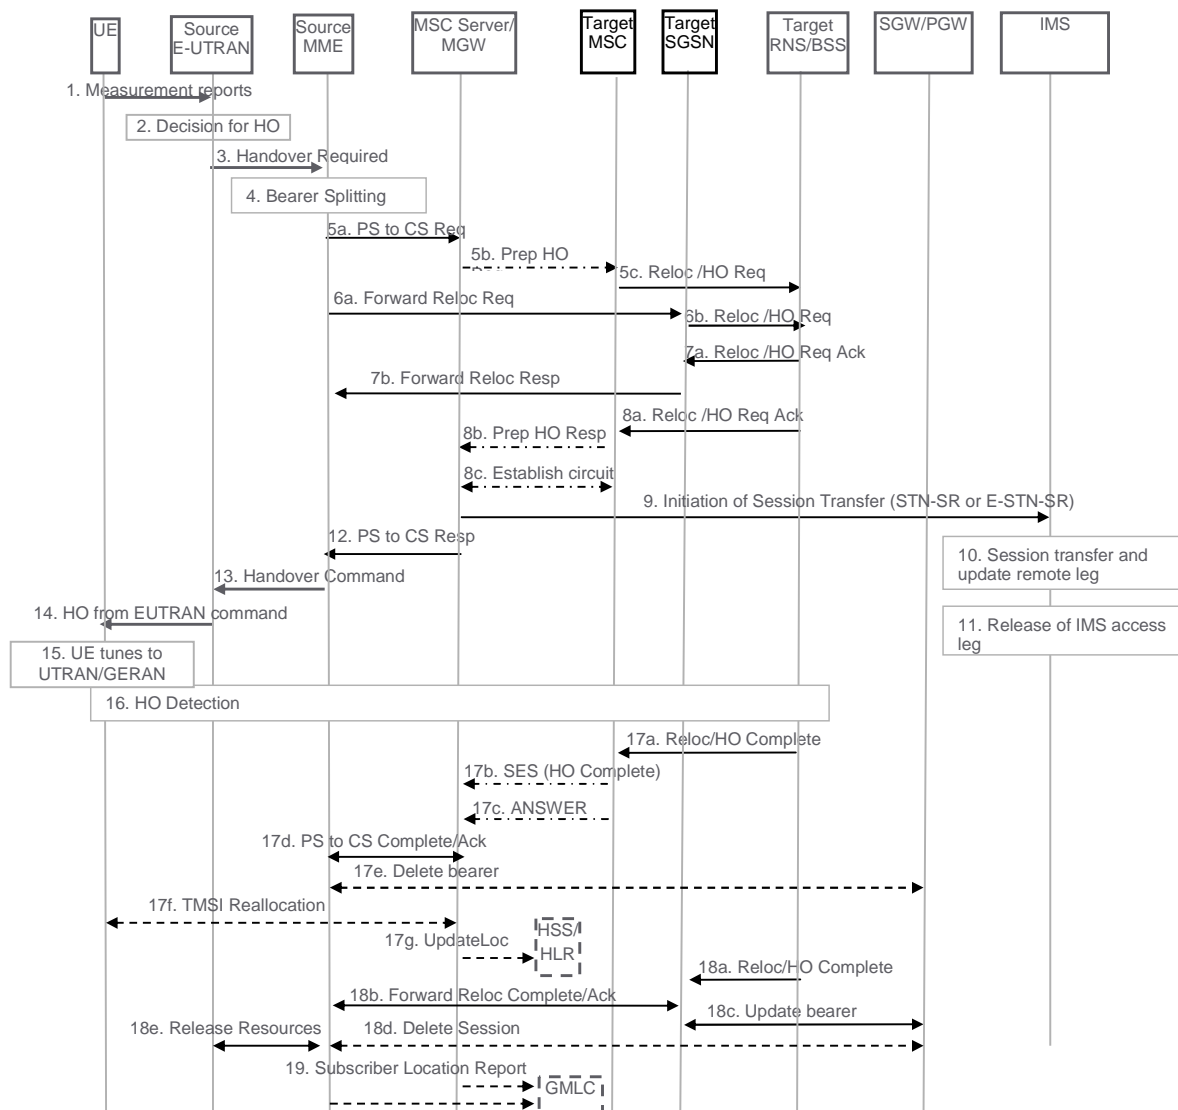 UE
Source
E-UTRAN
Source
MME
MSC Server/
MGW
Target
MSC
Target
SGSN
Target
RNS/BSS
SGW/PGW
IMS
1. Measurement reports
2. Decision for HO
3. Handover Required
4. Bearer Splitting
5a. PS to CS Req
5b. Prep HO
5c. Reloc /HO Req
6a. Forward Reloc Req
6b. Reloc /HO Req
7a. Reloc /HO Req Ack
7b. Forward Reloc Resp
8a. Reloc /HO Req Ack
8b. Prep HO Resp
8c. Establish circuit
9. Initiation of Session Transfer (STN-SR or E-STN-SR)
12. PS to CS Resp
10. Session transfer and
update remote leg
13. Handover Command
14. HO from EUTRAN command
11. Release of IMS access
leg
15. UE tunes to
UTRAN/GERAN
16. HO Detection
17a. Reloc/HO Complete
17b. SES (HO Complete)
17c. ANSWER
17d. PS to CS Complete/Ack
17e. Delete bearer
17f. TMSI Reallocation
17g. UpdateLoc
HSS/
HLR
18a. Reloc/HO Complete
18b. Forward Reloc Complete/Ack
18c. Update bearer
18e. Release Resources
18d. Delete Session
19. Subscriber Location Report
GMLC